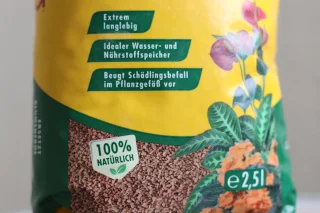 Extrem
langlebig
Idealer Wasser- und
Nährstoffspeicher
Beugt Schädlingsbefall
im Pflanzgefäß vor
100%
NATÜRLICH
℮ 2,5 l